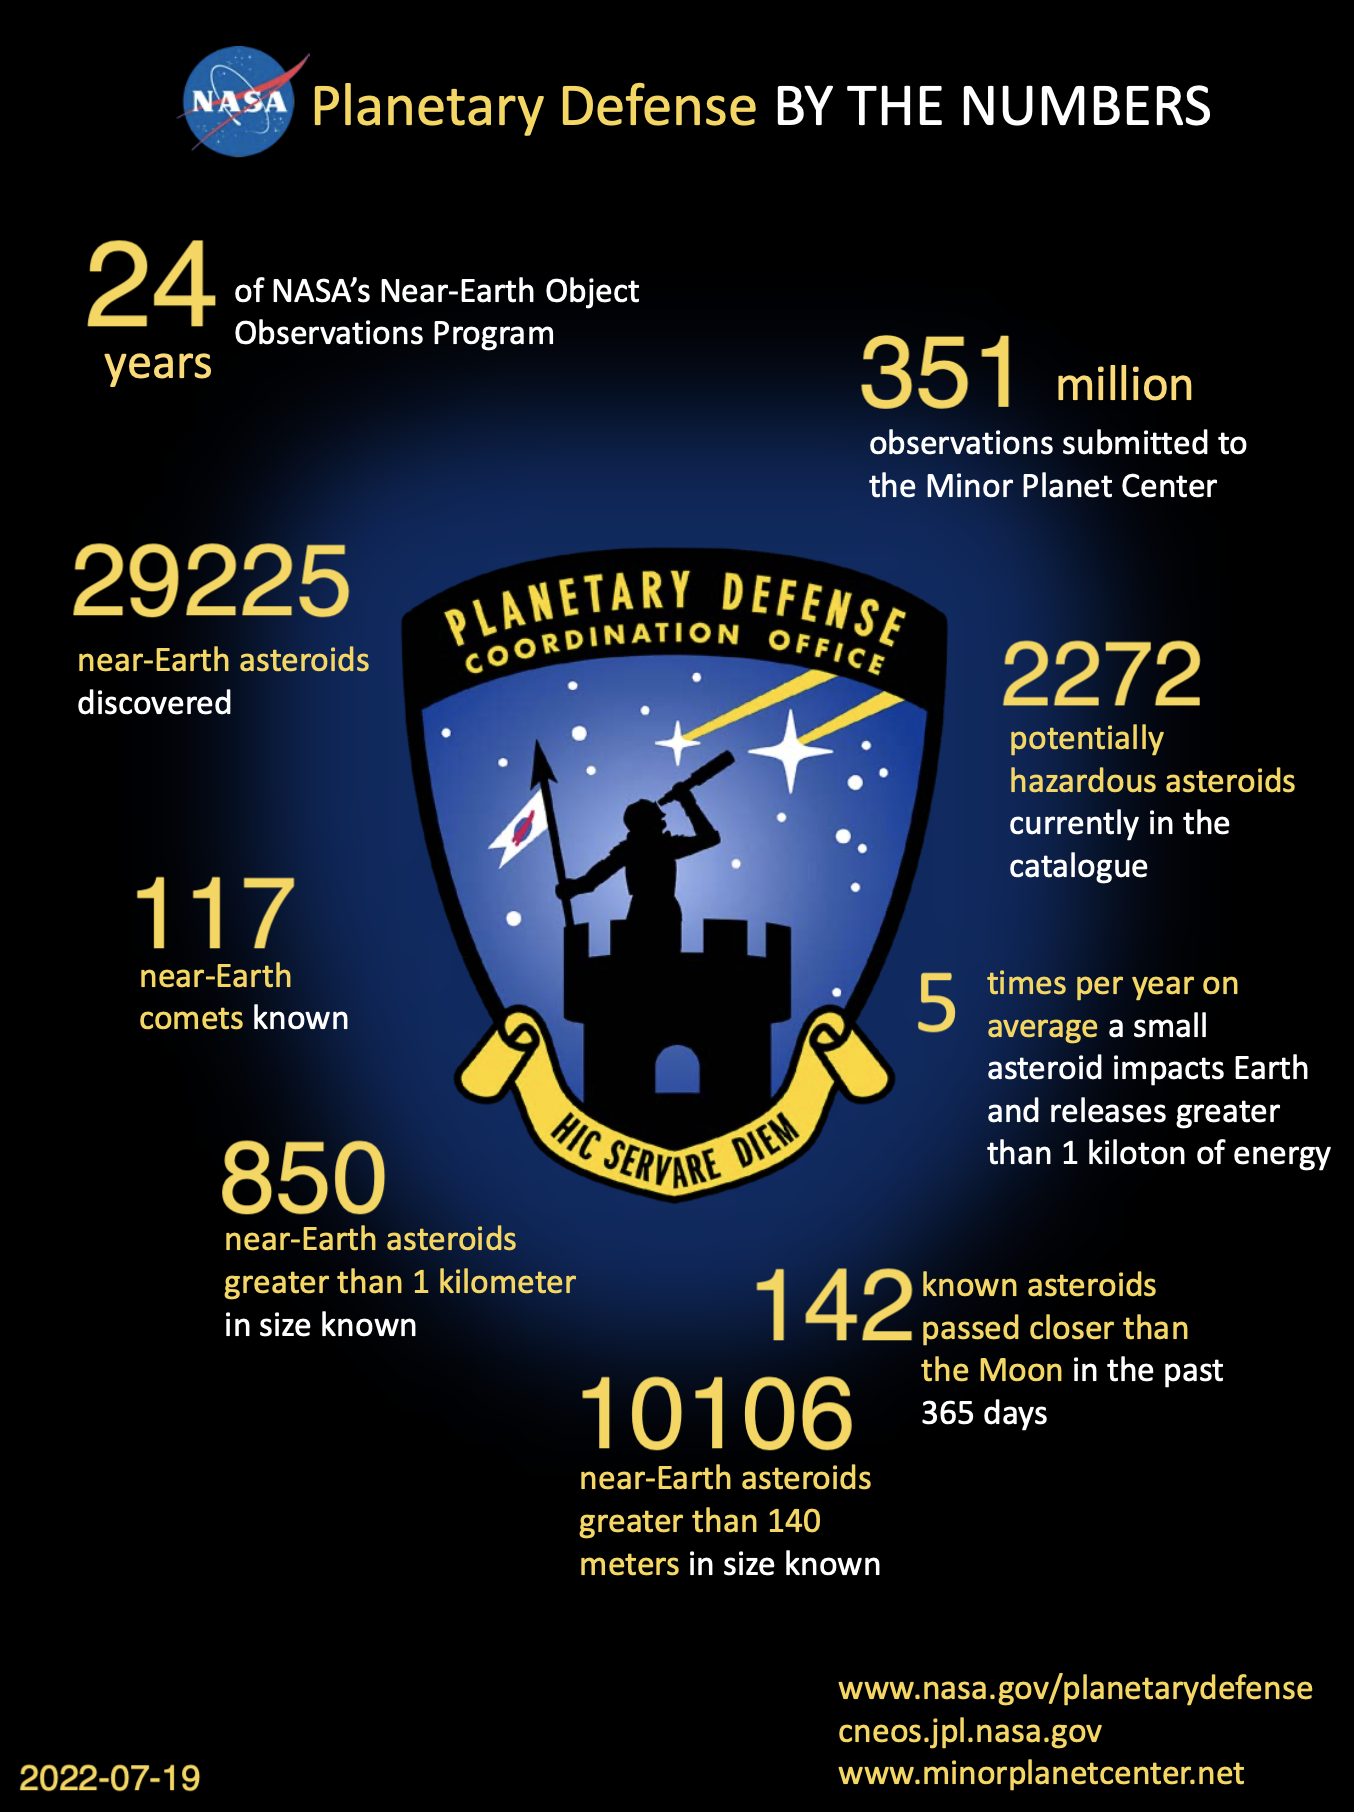 NASA
Planetary Defense BY THE NUMBERS
24
years
of NASA's Near-Earth Object
Observations Program
351 million
observations submitted to
the Minor Planet Center
29225
near-Earth asteroids
discovered
PLANETARY DEFENSE
COORDINATION OFFICE
HIC SERVARE DIEM
2272
potentially
hazardous asteroids
currently in the
catalogue
117
near-Earth
comets known
5
times per year on
average a small
asteroid impacts Earth
and releases greater
than 1 kiloton of energy
850
near-Earth asteroids
greater than 1 kilometer
in size known
142
known asteroids
passed closer than
the Moon in the past
365 days
10106
near-Earth asteroids
greater than 140
meters in size known
www.nasa.gov/planetarydefense
cneos.jpl.nasa.gov
www.minorplanetcenter.net
2022-07-19